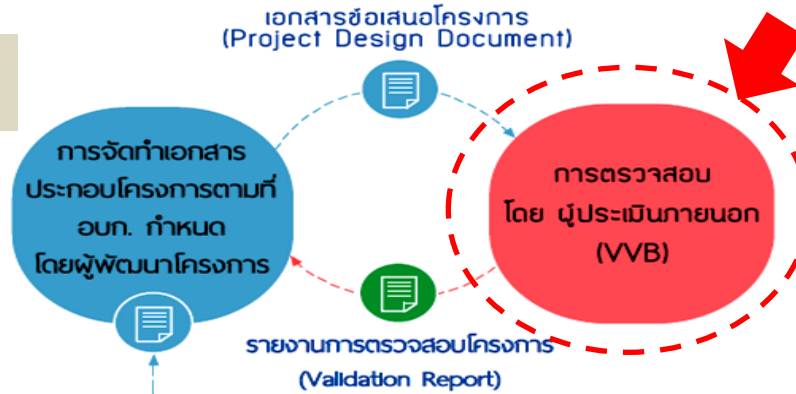 เอกสารข้อเสนอโครงการ
(Project Design Document)
การจัดทำเอกสาร
ประกอบโครงการตามที่
อบก. กำหนด
โดยผู้พัฒนาโครงการ
การตรวจสอบ
โดย ผู้ประเมินภายนอก
(VVB)
รายงานการตรวจสอบโครงการ
(Validation Report)